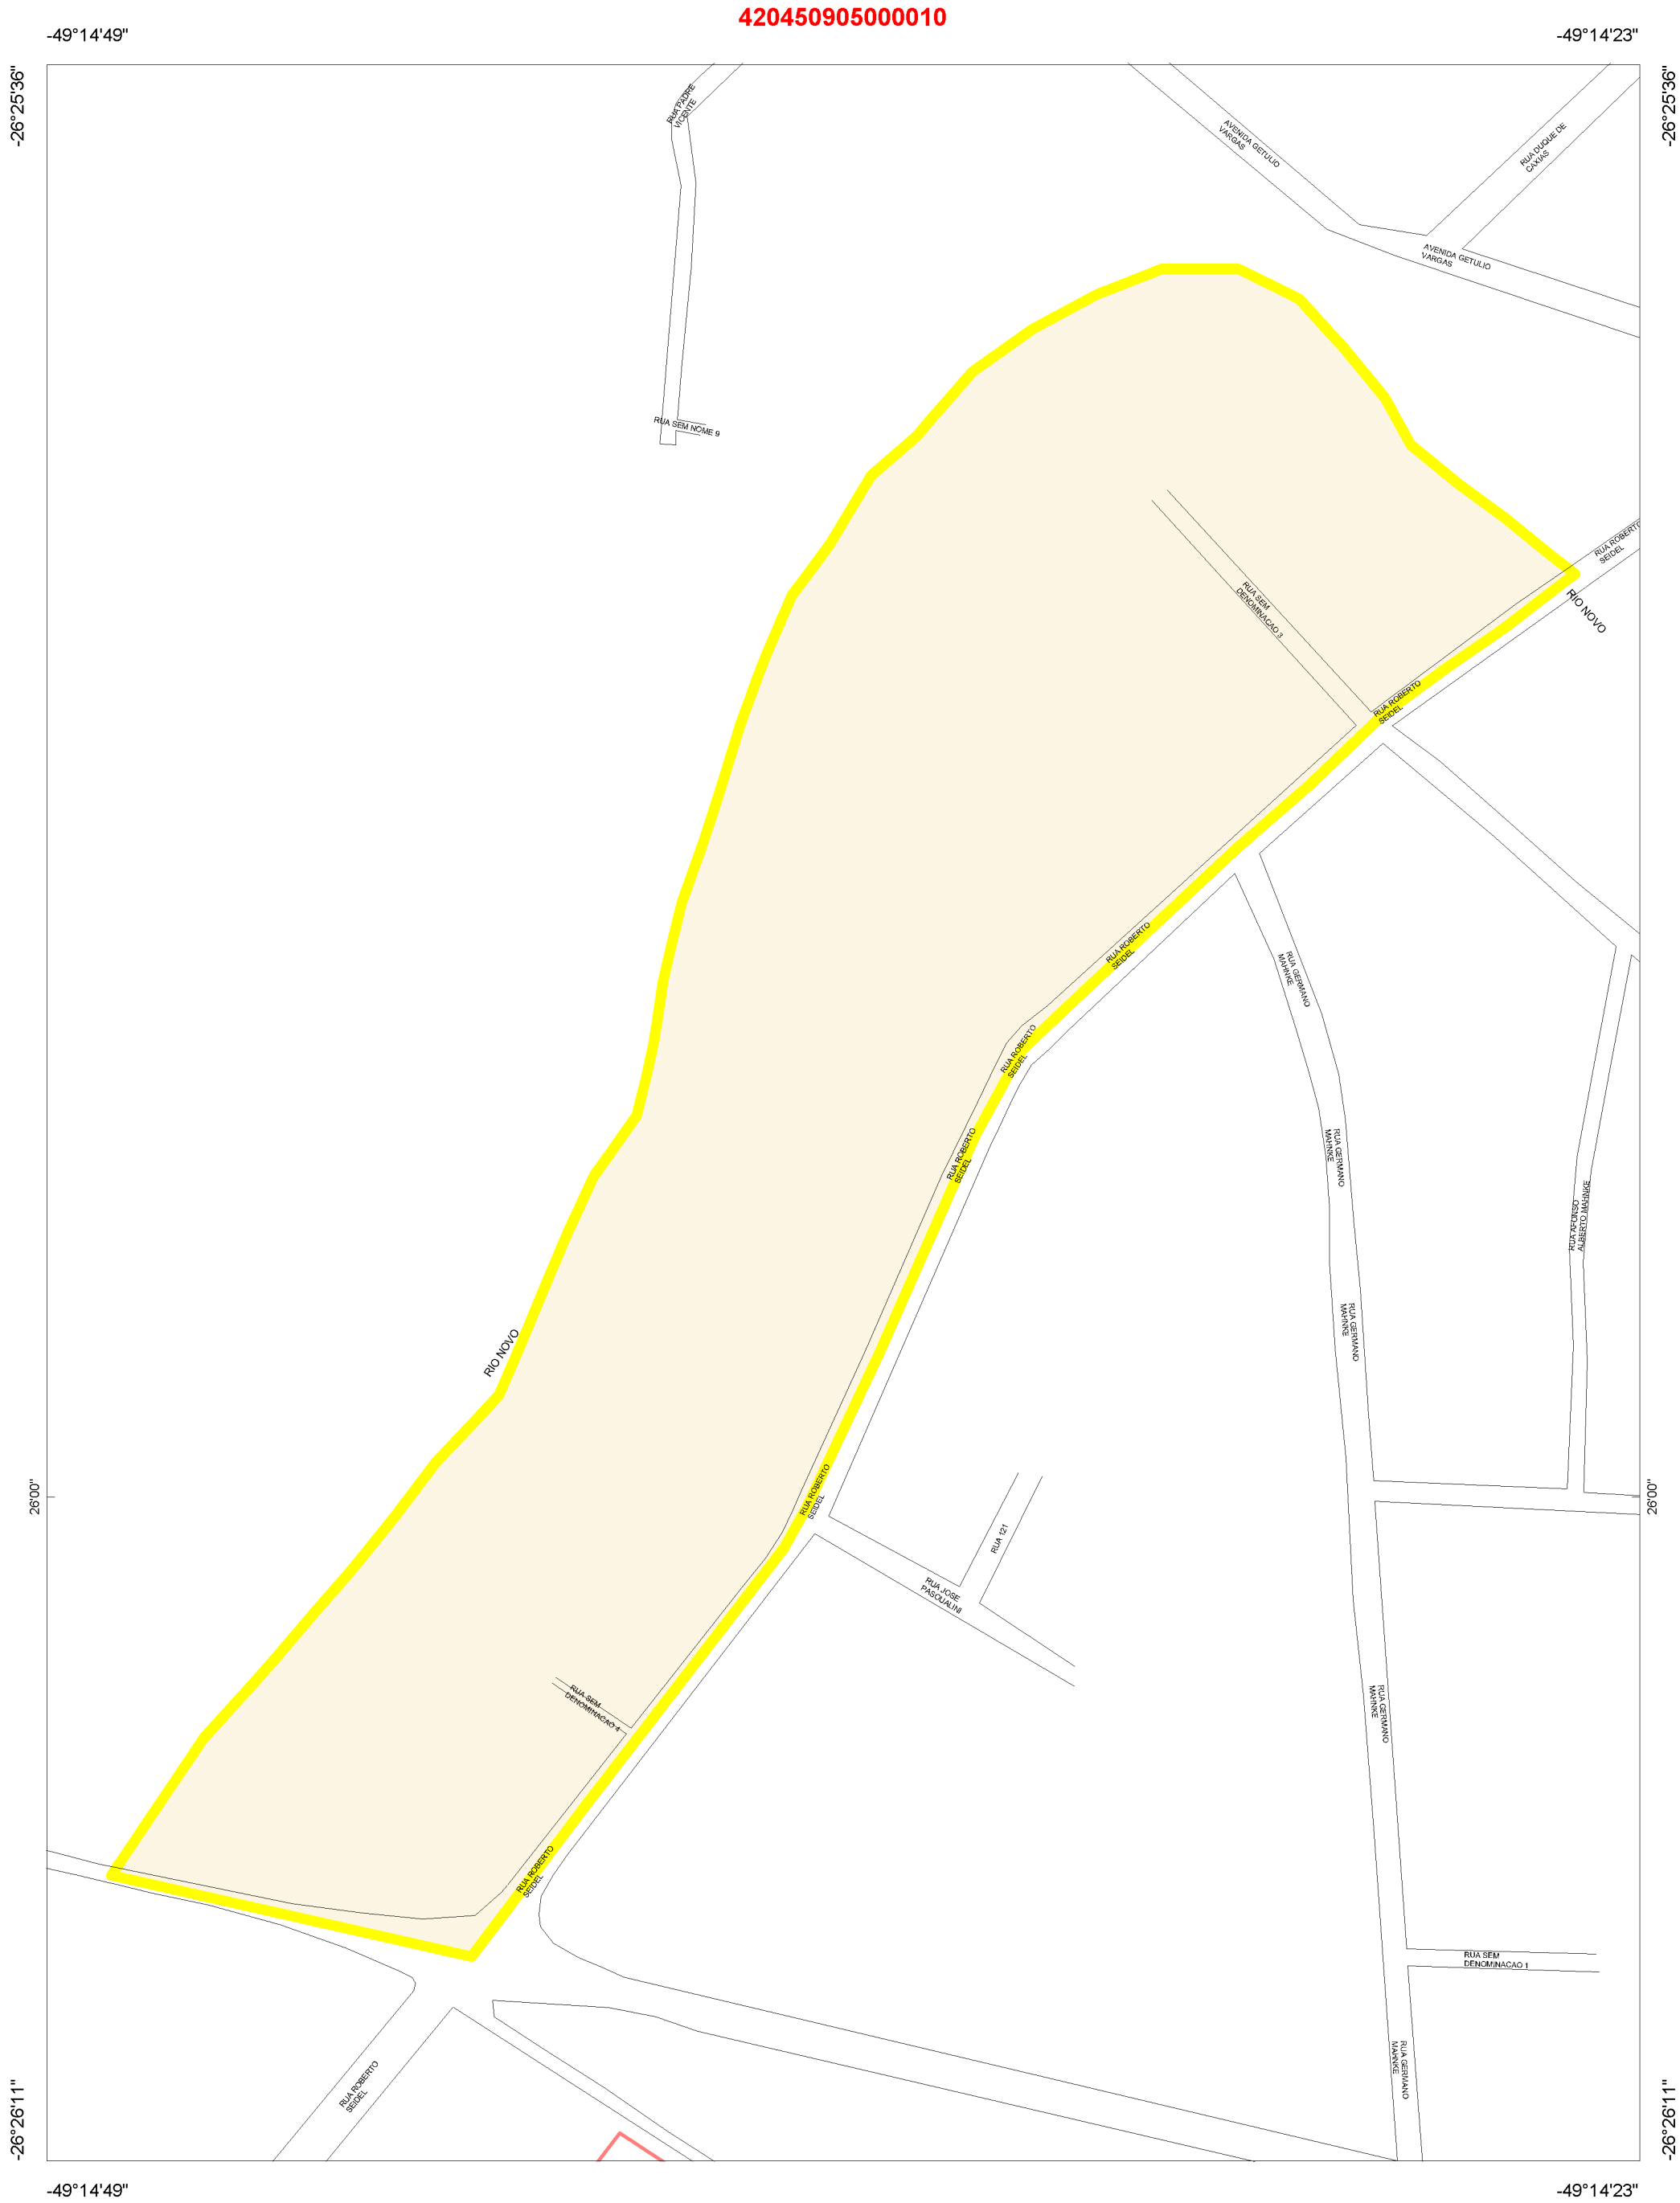 420450905000010
-49°14'49"
-49°14'23"
-26°25'36"
-26°25'36"
RUA PADRE
VICENTE
AVENIDA GETULIO
VARGAS
RUA DUQUE DE
CAXIAS
AVENIDA GETULIO
VARGAS
RUA SEM NOME 9
RUA ROBERTO
SEIDEL
RUA SEM
DENOMINACAO 3
RIO NOVO
RUA ROBERTO
SEIDEL
RUA ROBERTO
SEIDEL
RUA GERMANO
MAHNKE
RUA ROBERTO
SEIDEL
RUA ROBERTO
SEIDEL
RUA GERMANO
MAHNKE
RUA AFONSO
ALBERTO MAHNKE
RIO NOVO
RUA GERMANO
MAHNKE
26'00"
RUA ROBERTO
SEIDEL
26'00"
RUA 121
RUA JOSE
PASQUALINI
RUA SEM
DENOMINACAO 4
RUA GERMANO
MAHNKE
RUA ROBERTO
SEIDEL
RUA SEM
DENOMINACAO 1
RUA ROBERTO
SEIDEL
RUA GERMANO
MAHNKE
-26°26'11"
-26°26'11"
-49°14'49"
-49°14'23"